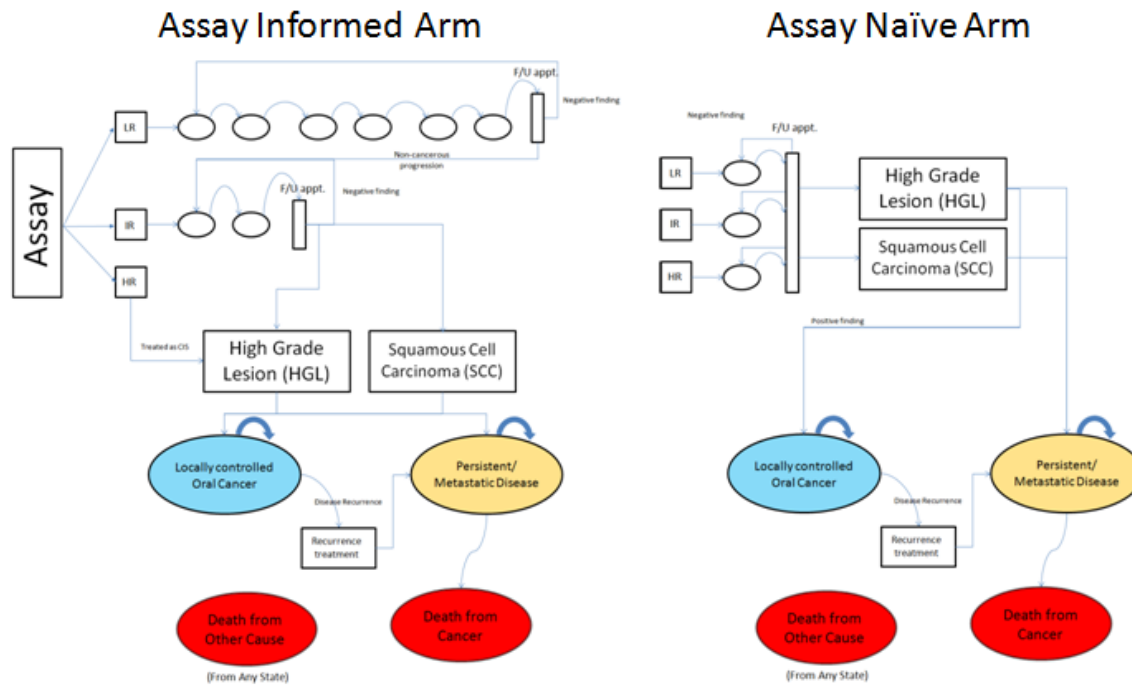 Assay Informed Arm
F/U appt.
Negative finding
LR
Non-cancerous
progression
F/U appt.
Negative finding
Assay
IR
HR
Treated as CIS
High Grade
Lesion (HGL)
Squamous Cell
Carcinoma (SCC)
Locally controlled
Oral Cancer
Persistent/
Metastatic Disease
Disease Recurrence
Recurrence
treatment
Death from
Other Cause
(From Any State)
Death from
Cancer
Assay Naïve Arm
Negative finding
F/U appt.
LR
IR
HR
High Grade
Lesion (HGL)
Squamous Cell
Carcinoma (SCC)
Positive finding
Locally controlled
Oral Cancer
Persistent/
Metastatic Disease
Disease Recurrence
Recurrence
treatment
Death from
Other Cause
(From Any State)
Death from
Cancer